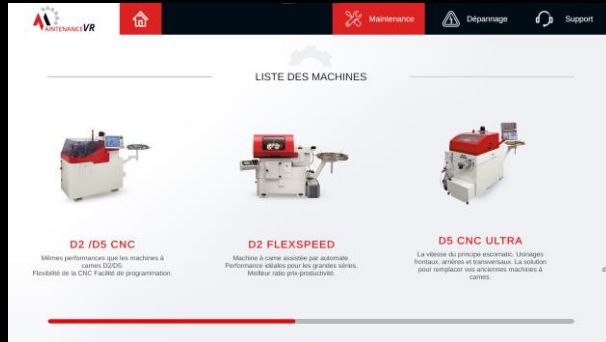 MAINTENANCE VR
Maintenance
Dépannage
Support
LISTE DES MACHINES
D2 /D5 CNC
Mêmes performances que les machines à
cames D2/D5.
Flexibilité de la CNC Facilité de programmation.
D2 FLEXSPEED
Machine à came assistée par automate.
Performance idéales pour les grandes séries.
Meilleur ratio prix-productivité.
D5 CNC ULTRA
La vitesse du principe escomatic. Usinages
frontaux, arrières et transversaux. La solution
pour remplacer vos anciennes machines à
cames.